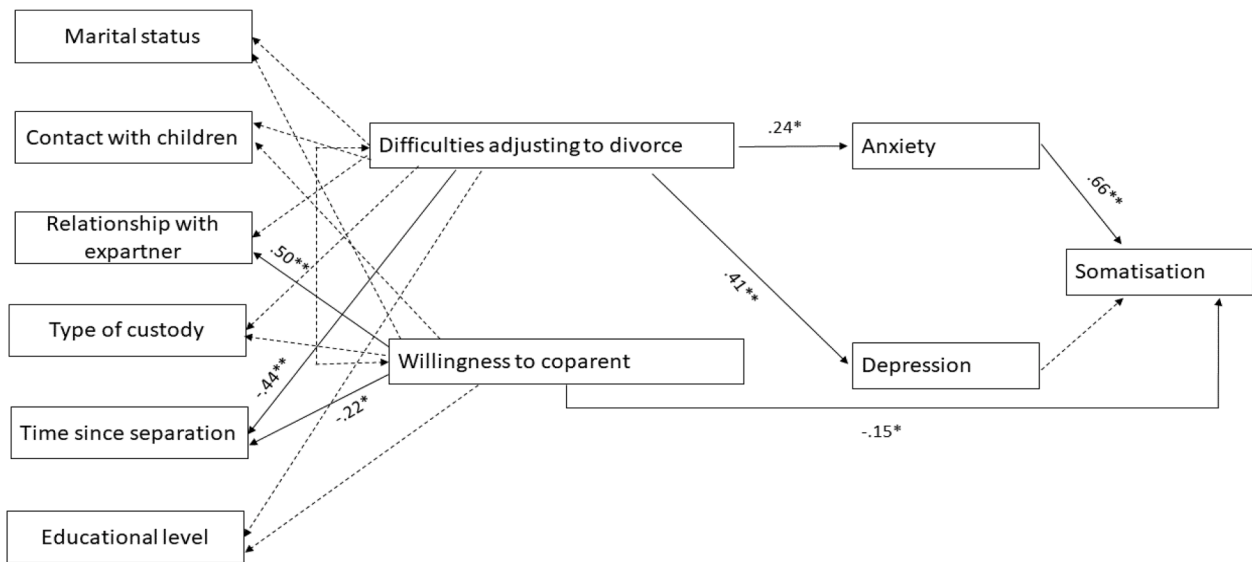 Marital status
Contact with children
Relationship with
expartner
Type of custody
Time since separation
Educational level
Difficulties adjusting to divorce
Willingness to coparent
.50**
-.44**
-.22*
.24*
.41**
Anxiety
Depression
.66**
Somatisation
-.15*